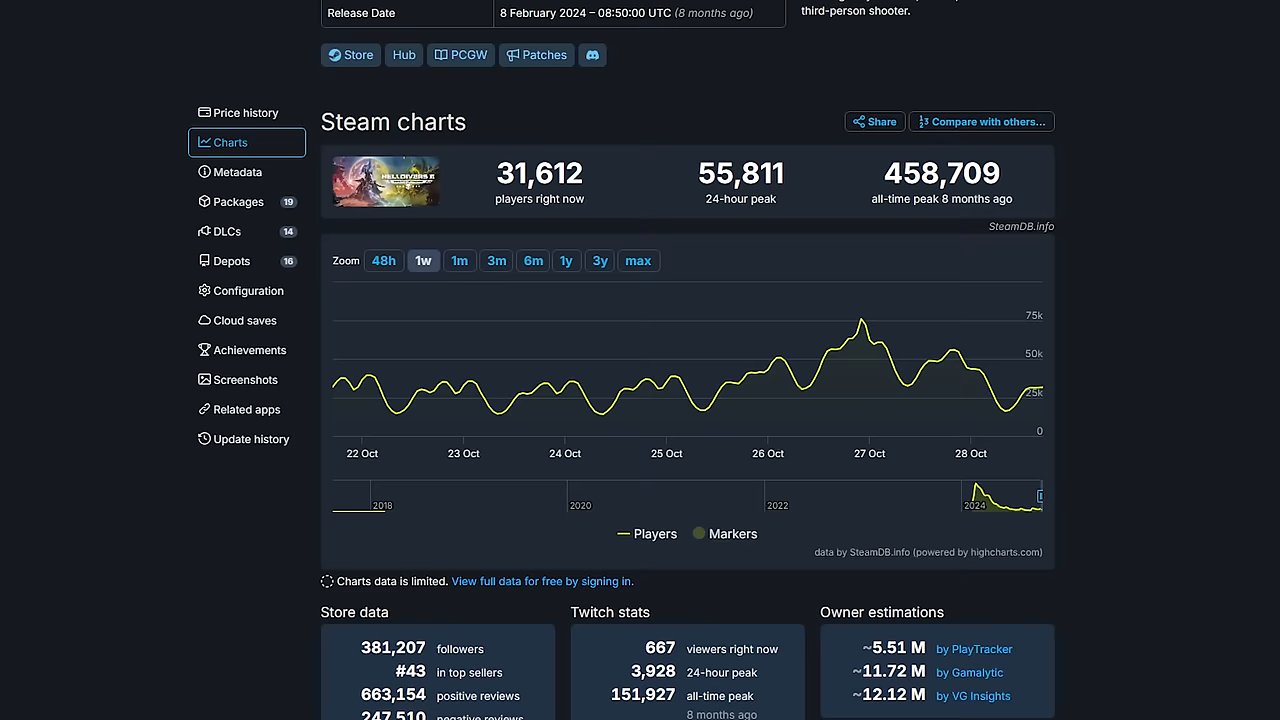 Release Date 8 February 2024 – 08:50:00 UTC (8 months ago)
third-person shooter.
Store Hub PCGW Patches
Price history
Charts
Metadata
Packages 19
DLCs 14
Depots 16
Configuration
Cloud saves
Achievements
Screenshots
Related apps
Update history
Steam charts
Share Compare with others...
HELLDIVERS II
31,612 55,811 458,709
players right now 24-hour peak all-time peak 8 months ago
SteamDB.info
Zoom 48h 1w 1m 3m 6m 1y 3y max
75k
50k
25k
0
22 Oct 23 Oct 24 Oct 25 Oct 26 Oct 27 Oct 28 Oct
2018 2020 2022 2024
Players Markers
data by SteamDB.info (powered by highcharts.com)
Charts data is limited. View full data for free by signing in.
Store data
381,207 followers
#43 in top sellers
663,154 positive reviews
247,510 negative reviews
Twitch stats
667 viewers right now
3,928 24-hour peak
151,927 all-time peak
8 months ago
Owner estimations
~5.51 M by PlayTracker
~11.72 M by Gamalytic
~12.12 M by VG Insights